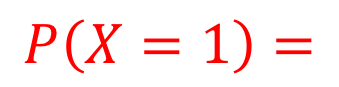 P(X = 1) =